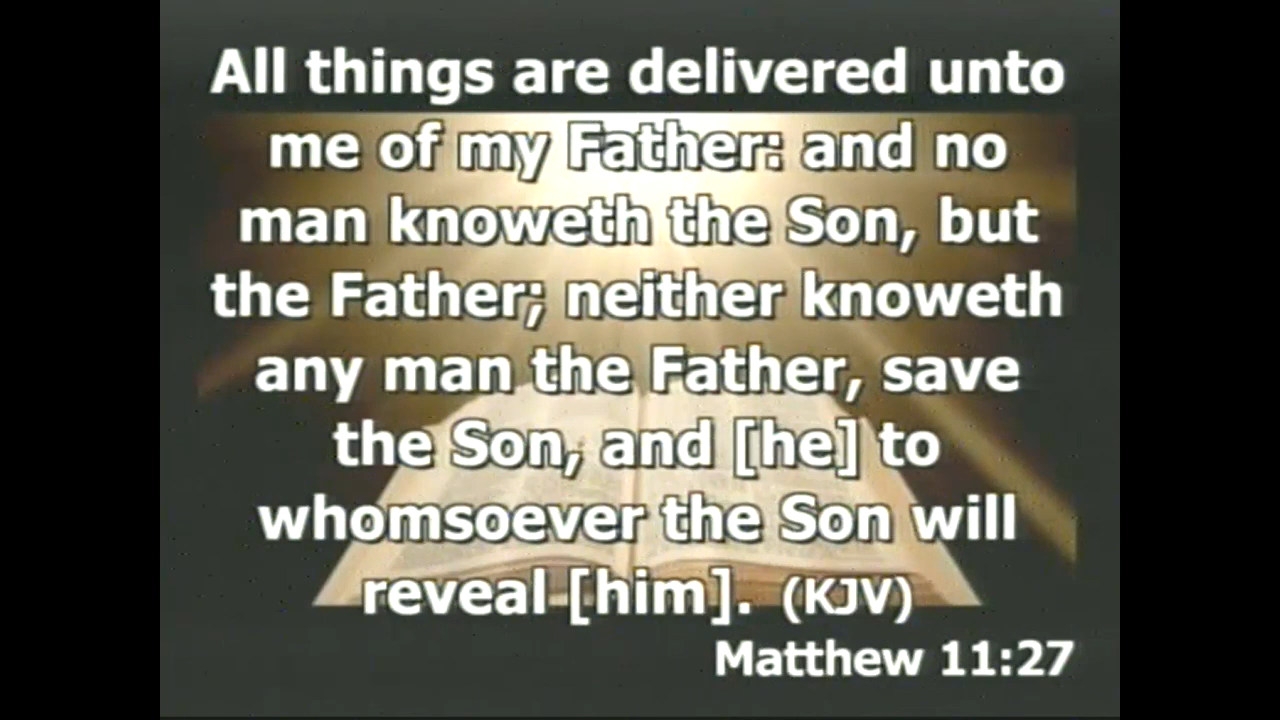 All things are delivered unto
me of my Father: and no
man knoweth the Son, but
the Father; neither knoweth
any man the Father, save
the Son, and [he] to
whomsoever the Son will
reveal [him]. (KJV)
Matthew 11:27